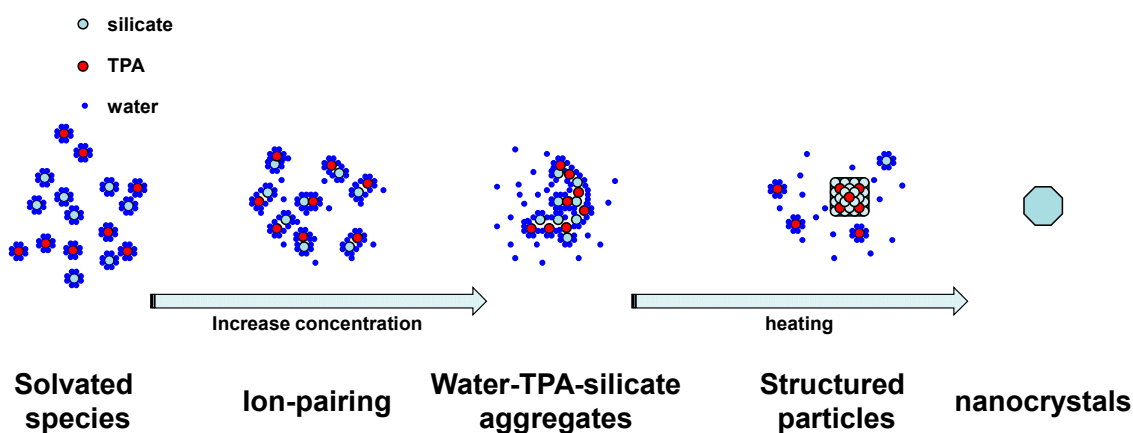 silicate
TPA
water
Increase concentration
heating
Solvated
species
Ion-pairing
Water-TPA-silicate
aggregates
Structured
particles
nanocrystals